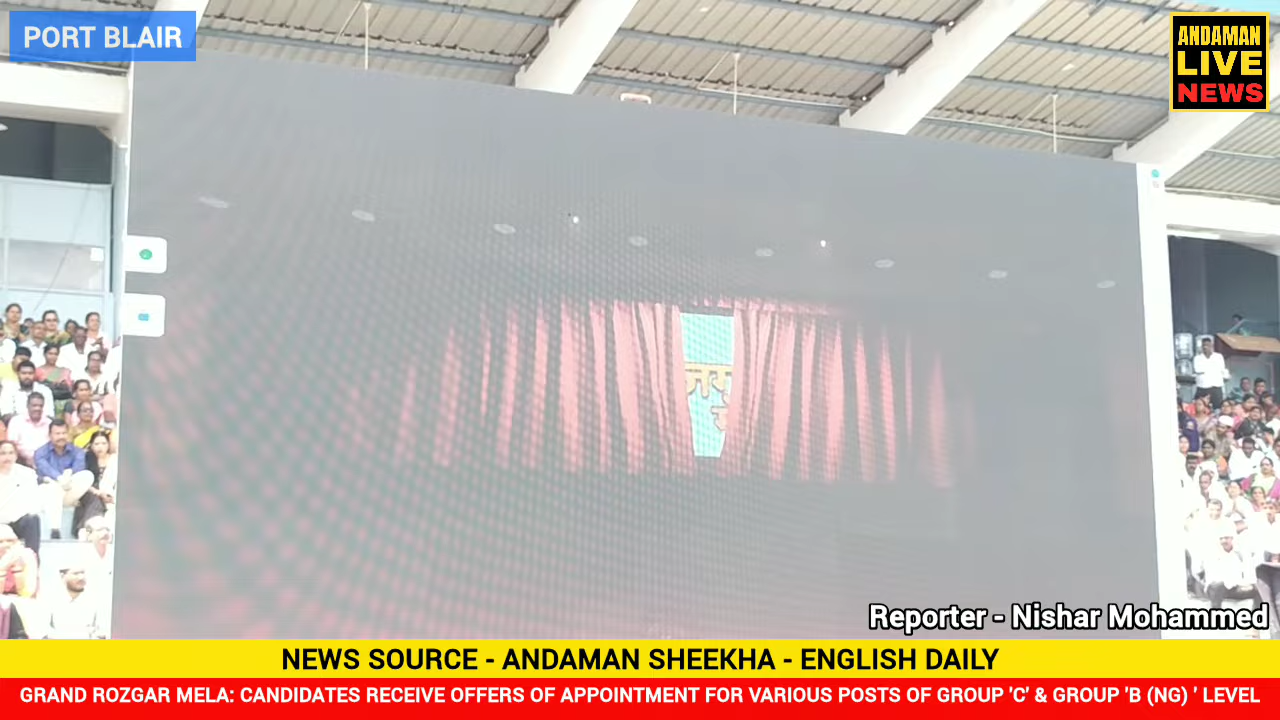 PORT BLAIR
ANDAMAN
LIVE
NEWS
Reporter - Nishar Mohammed
NEWS SOURCE - ANDAMAN SHEEKHA - ENGLISH DAILY
GRAND ROZGAR MELA: CANDIDATES RECEIVE OFFERS OF APPOINTMENT FOR VARIOUS POSTS OF GROUP 'C' & GROUP 'B (NG) ' LEVEL